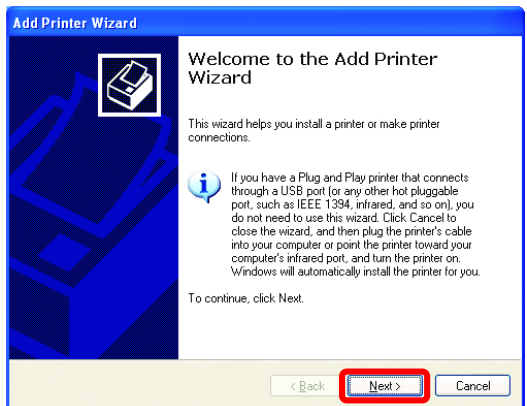 Add Printer Wizard
Welcome to the Add Printer
Wizard
This wizard helps you install a printer or make printer
connections.
If you have a Plug and Play printer that connects
through a USB port (or any other hot pluggable
port, such as IEEE 1394, infrared, and so on), you
do not need to use this wizard. Click Cancel to
close the wizard, and then plug the printer's cable
into your computer or point the printer toward your
computer's infrared port, and turn the printer on.
Windows will automatically install the printer for you.
To continue, click Next.
< Back Next > Cancel